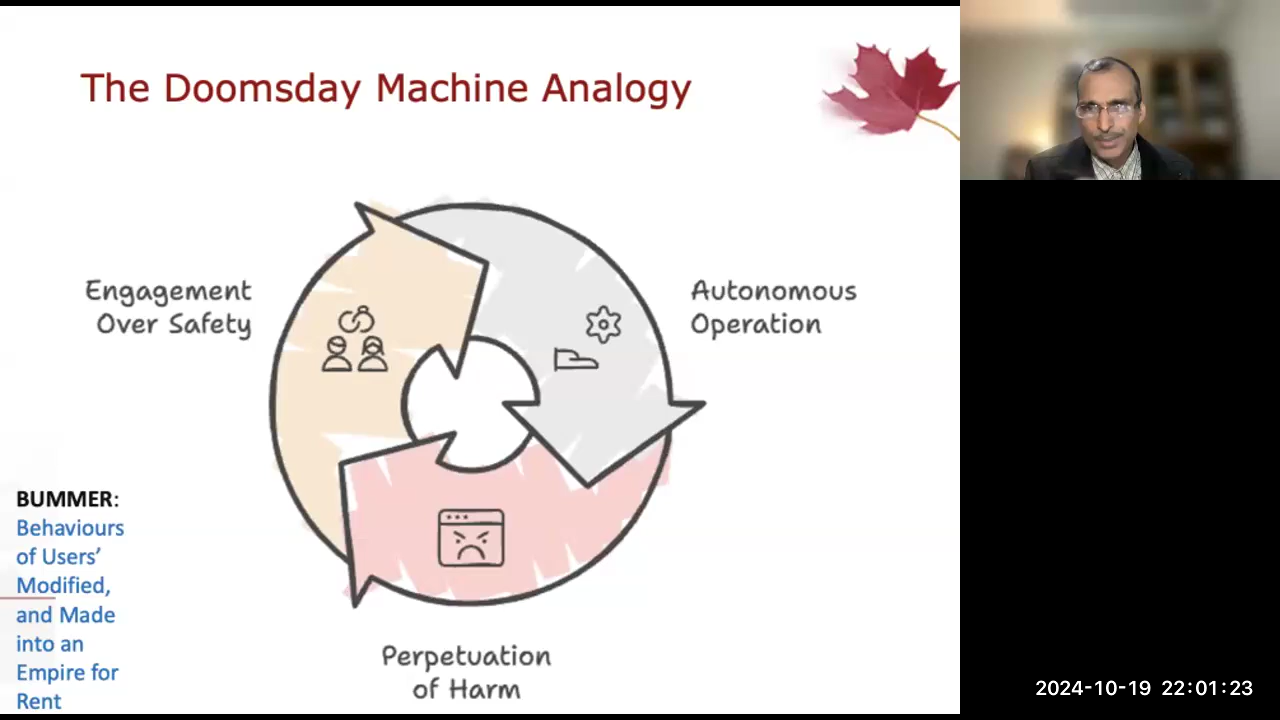 The Doomsday Machine Analogy
Engagement
Over Safety
Autonomous
Operation
BUMMER:
Behaviours
of Users’
Modified,
and Made
into an
Empire for
Rent
Perpetuation
of Harm
2024-10-19 22:01:23